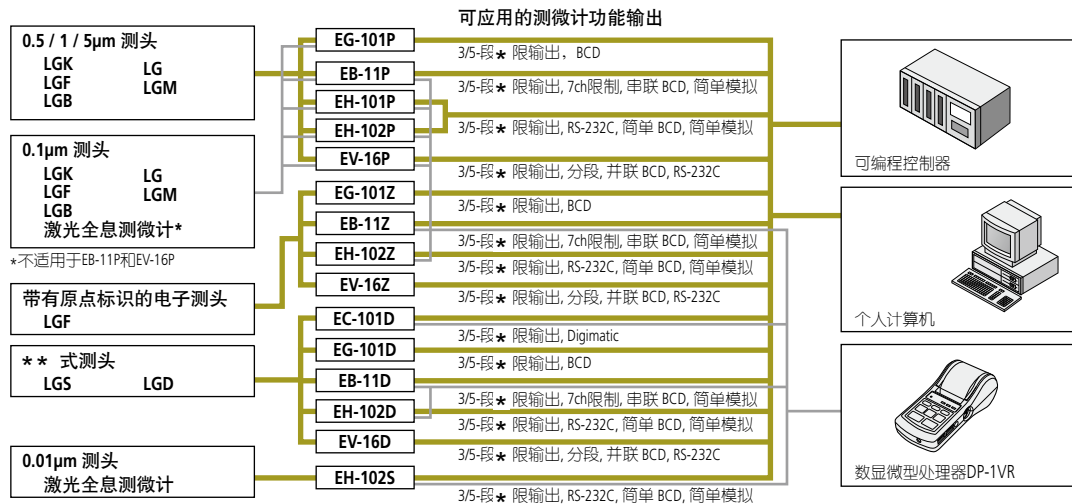 可应用的测微计功能输出
0.5 / 1 / 5μm 测头
LGK LG
LGF LGM
LGB
0.1μm 测头
LGK LG
LGF LGM
LGB
激光全息测微计*
*不适用于EB-11P和EV-16P
带有原点标识的电子测头
LGF
** 式测头
LGS LGD
0.01μm 测头
激光全息测微计
EG-101P
3/5-段* 限输出，BCD
EB-11P
3/5-段* 限输出, 7ch限制, 串联 BCD, 简单模拟
EH-101P
EH-102P
3/5-段* 限输出, RS-232C, 简单 BCD, 简单模拟
EV-16P
3/5-段* 限输出, 分段, 并联 BCD, RS-232C
EG-101Z
3/5-段* 限输出, BCD
EB-11Z
3/5-段* 限输出, 7ch限制, 串联 BCD, 简单模拟
EH-102Z
3/5-段* 限输出, RS-232C, 简单 BCD, 简单模拟
EV-16Z
3/5-段* 限输出, 分段, 并联 BCD, RS-232C
EC-101D
3/5-段* 限输出, Digimatic
EG-101D
3/5-段* 限输出, BCD
EB-11D
3/5-段* 限输出, 7ch限制, 串联 BCD, 简单模拟
EH-102D
3/5-段* 限输出, RS-232C, 简单 BCD, 简单模拟
EV-16D
3/5-段* 限输出, 分段, 并联 BCD, RS-232C
EH-102S
3/5-段* 限输出, RS-232C, 简单 BCD, 简单模拟
可编程控制器
个人计算机
数显微型处理器DP-1VR